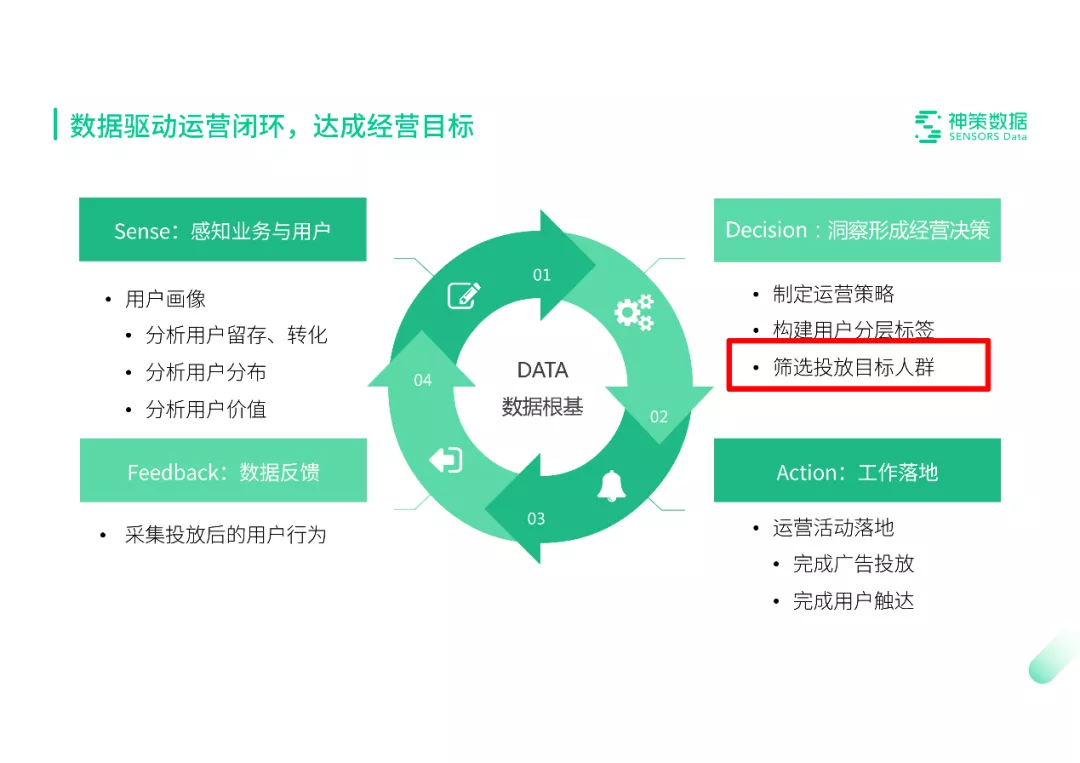 数据驱动运营闭环，达成经营目标
神策数据
SENSORS Data
Sense：感知业务与用户
• 用户画像
• 分析用户留存、转化
• 分析用户分布
• 分析用户价值
01
Decision：洞察形成经营决策
• 制定运营策略
• 构建用户分层标签
• 筛选投放目标人群
02
DATA
数据根基
Action：工作落地
• 运营活动落地
• 完成广告投放
• 完成用户触达
03
Feedback：数据反馈
• 采集投放后的用户行为
04